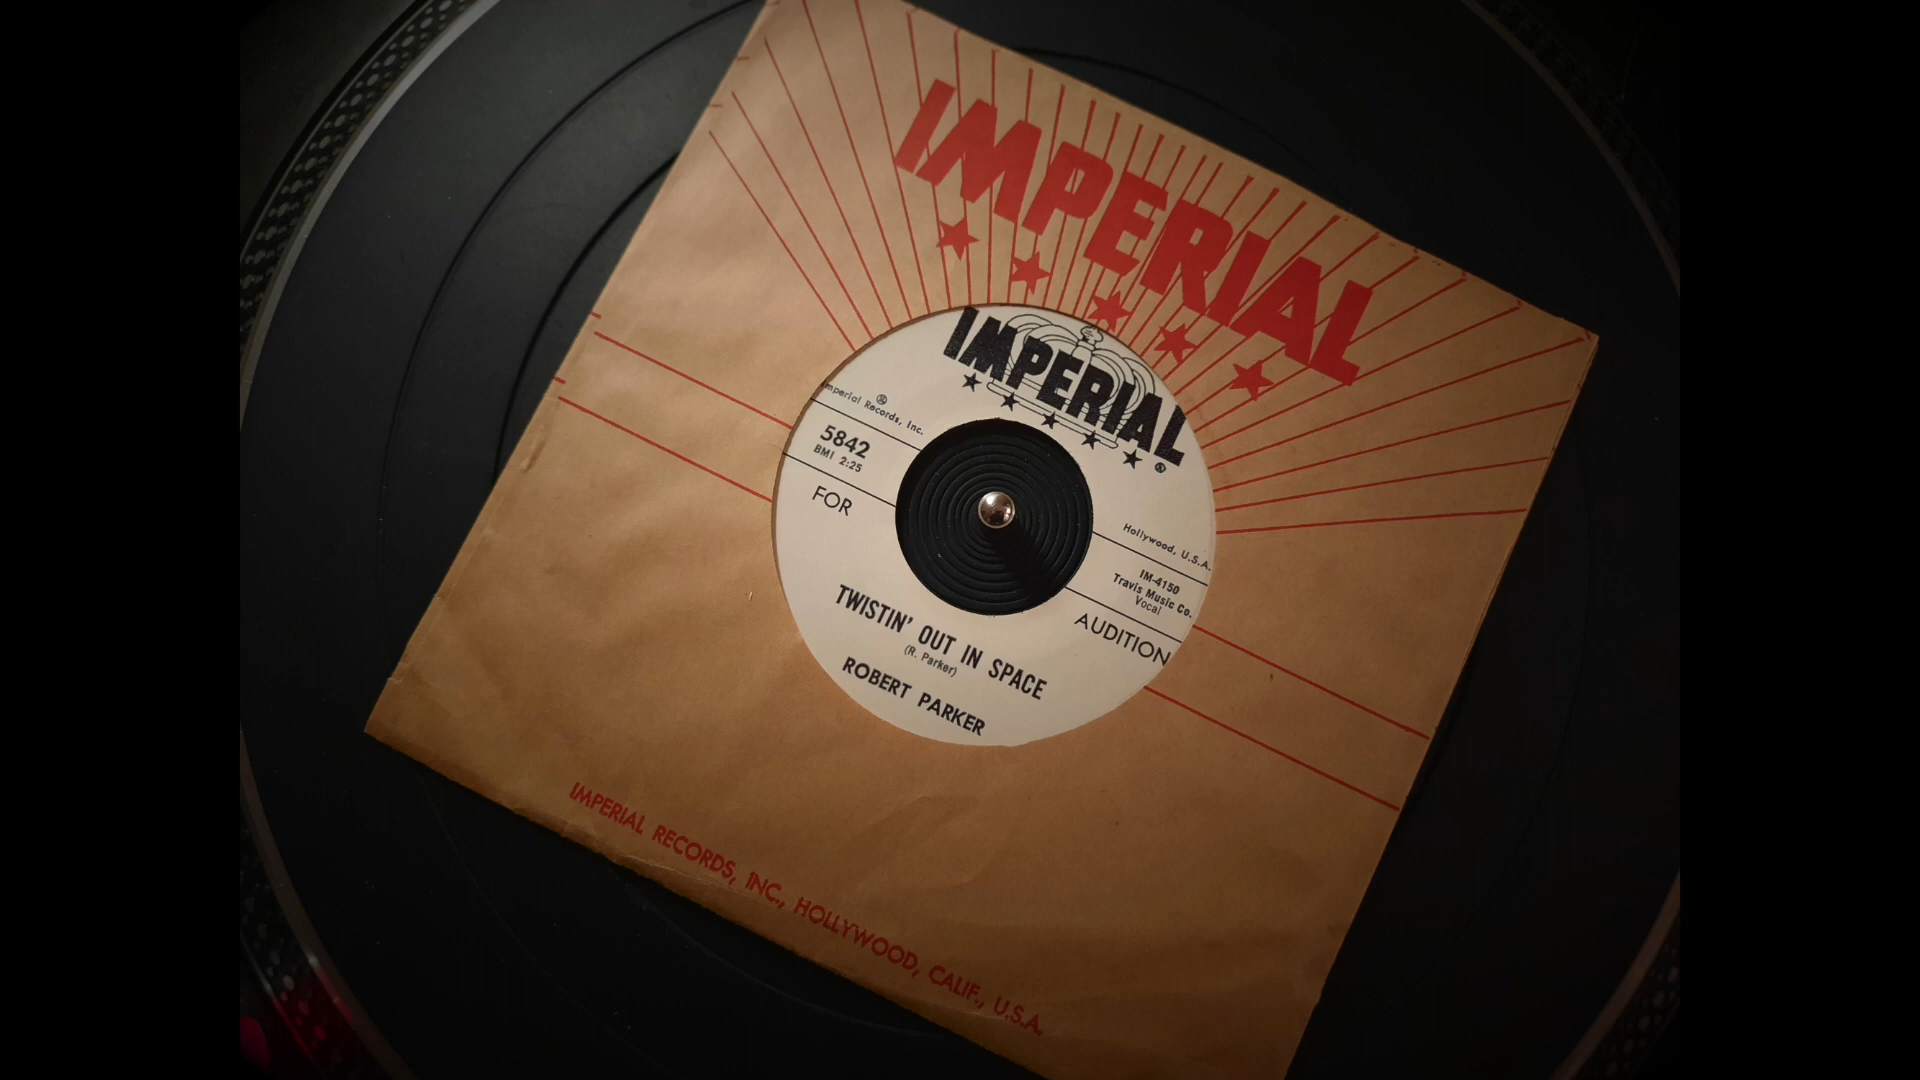 IMPERIAL
IMPERIAL
Imperial Records, Inc.
5842
BMI 2:25
FOR
Hollywood, U.S.A.
IM-4150
Travis Music Co.
Vocal
AUDITION
TWISTIN' OUT IN SPACE
(R. Parker)
ROBERT PARKER
IMPERIAL RECORDS, INC., HOLLYWOOD, CALIF., U.S.A.